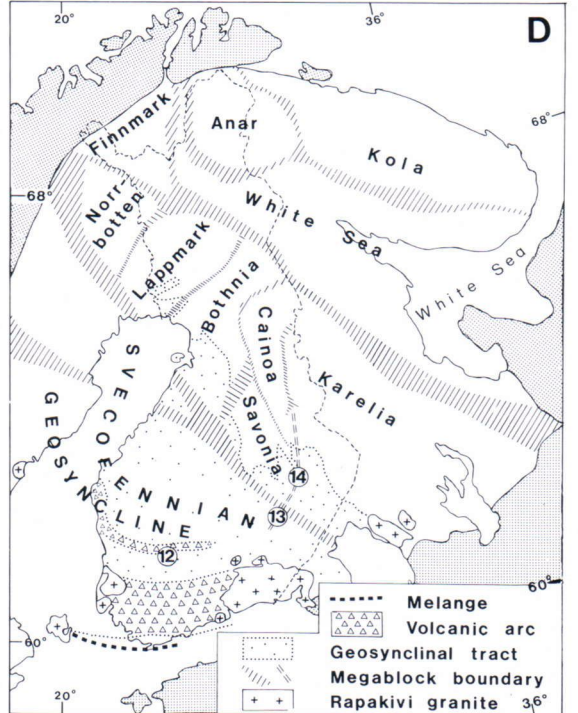 20°
36°
D
Finnmark
Anar
68°
Kola
68°
Norr-
botten
White Sea
Lappmark
White Sea
Bothnia
Cainoa
Karelia
SVECOFENNIAN
GEOSYNCLINE
Savonia
14
13
12
60°
60°
Melange
Volcanic arc
Geosynclinal tract
Megablock boundary
Rapakivi granite
20°
36°